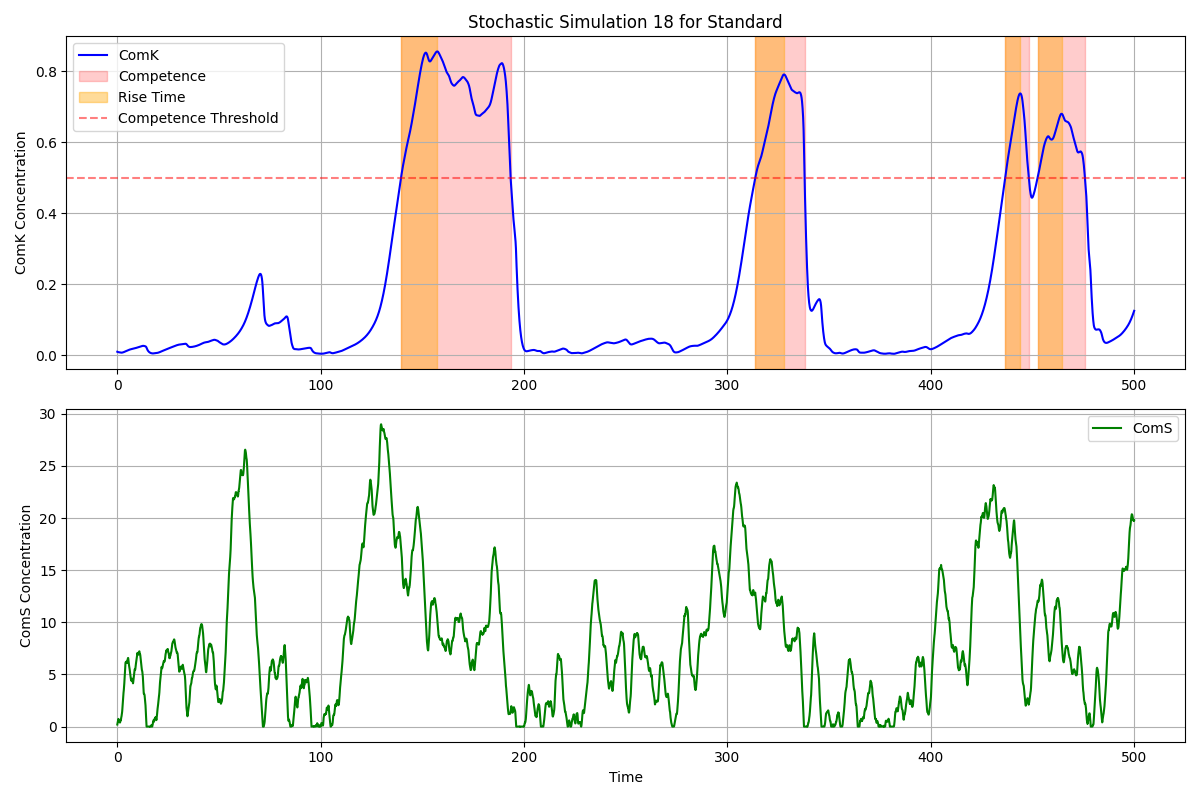 Stochastic Simulation 18 for Standard
ComK
Competence
Rise Time
Competence Threshold
ComK Concentration
0.8
0.6
0.4
0.2
0.0
0 100 200 300 400 500
ComS
ComS Concentration
30
25
20
15
10
5
0
0 100 200 300 400 500
Time